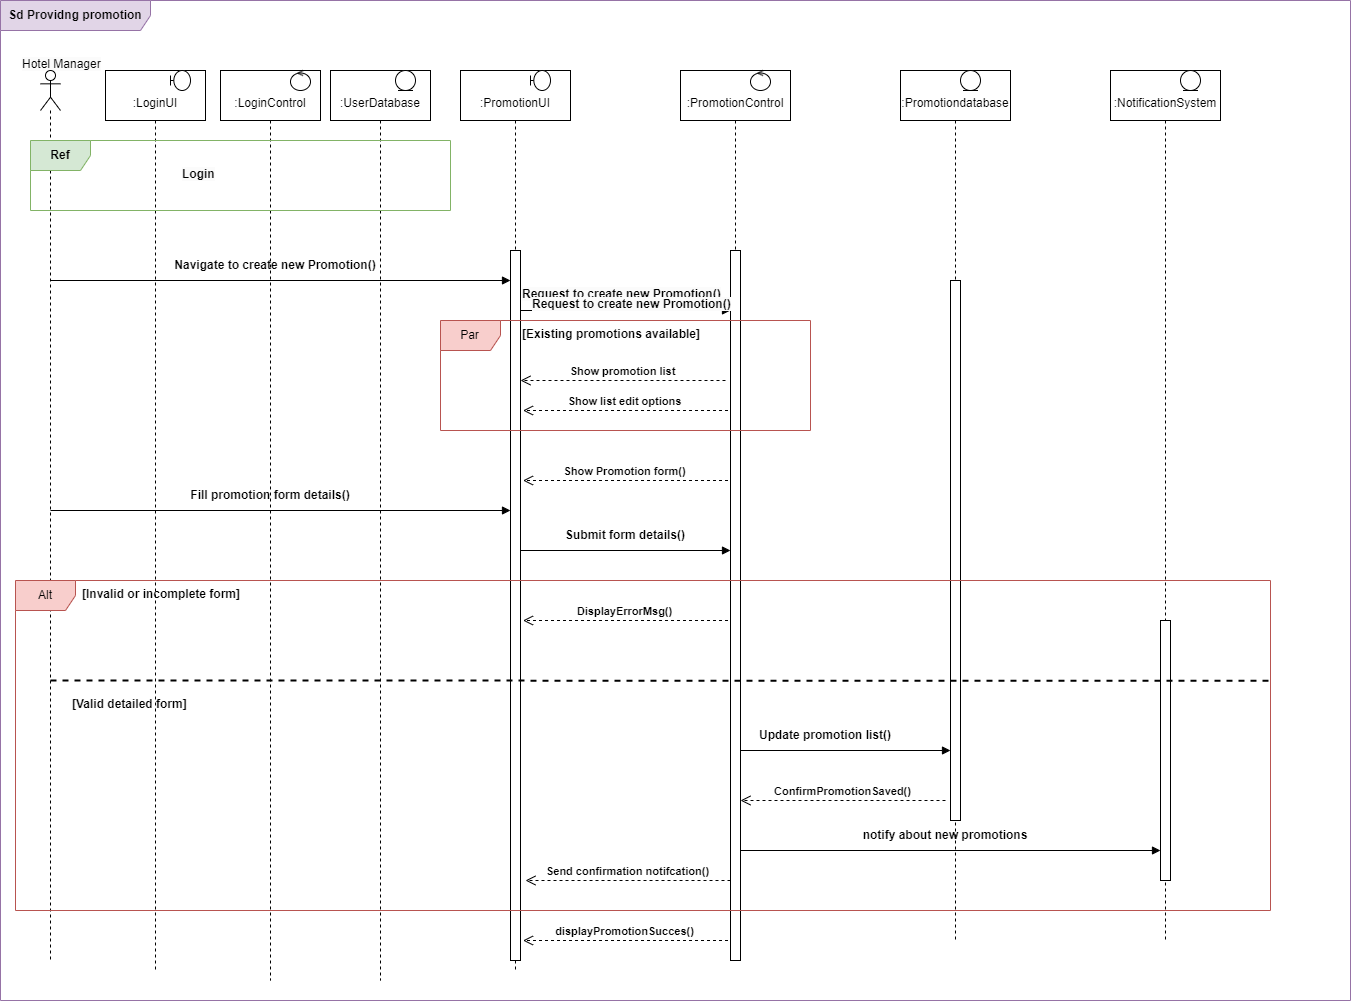 Sd Providng promotion
Hotel Manager
:LoginUI
:LoginControl
:UserDatabase
:PromotionUI
:PromotionControl
:Promotiondatabase
:NotificationSystem
Ref
Login
Navigate to create new Promotion()
Request to create new Promotion()
Request to create new Promotion()
Par
[Existing promotions available]
Show promotion list
Show list edit options
Show Promotion form()
Fill promotion form details()
Submit form details()
Alt
[Invalid or incomplete form]
DisplayErrorMsg()
[Valid detailed form]
Update promotion list()
ConfirmPromotionSaved()
notify about new promotions
Send confirmation notifcation()
displayPromotionSucces()